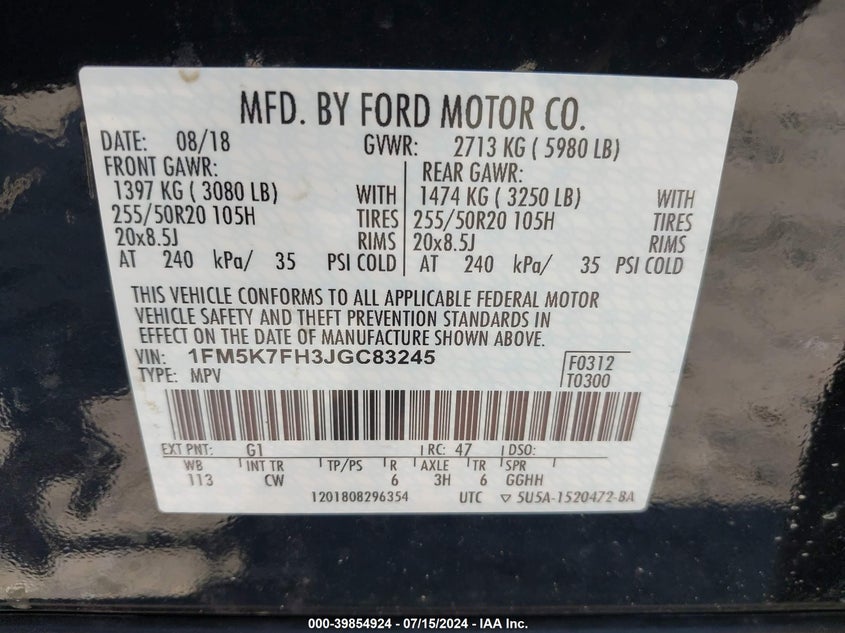 MFD. BY FORD MOTOR CO.
DATE: 08/18 GVWR: 2713 KG ( 5980 LB)
FRONT GAWR: REAR GAWR:
1397 KG ( 3080 LB) WITH 1474 KG ( 3250 LB) WITH
255/50R20 105H TIRES 255/50R20 105H TIRES
20x8.5J RIMS 20x8.5J RIMS
AT 240 kPa/ 35 PSI COLD AT 240 kPa/ 35 PSI COLD
THIS VEHICLE CONFORMS TO ALL APPLICABLE FEDERAL MOTOR
VEHICLE SAFETY AND THEFT PREVENTION STANDARDS IN
EFFECT ON THE DATE OF MANUFACTURE SHOWN ABOVE.
VIN: 1FM5K7FH3JGC83245 F0312
TYPE: MPV T0300
EXT PNT: G1 RC: 47 DSO:
WB INT TR TP/PS R AXLE TR SPR
113 CW 6 3H 6 GGHH
1201808296354 UTC ▽ 5U5A-1520472-BA
000-39854924 - 07/15/2024 - IAA Inc.